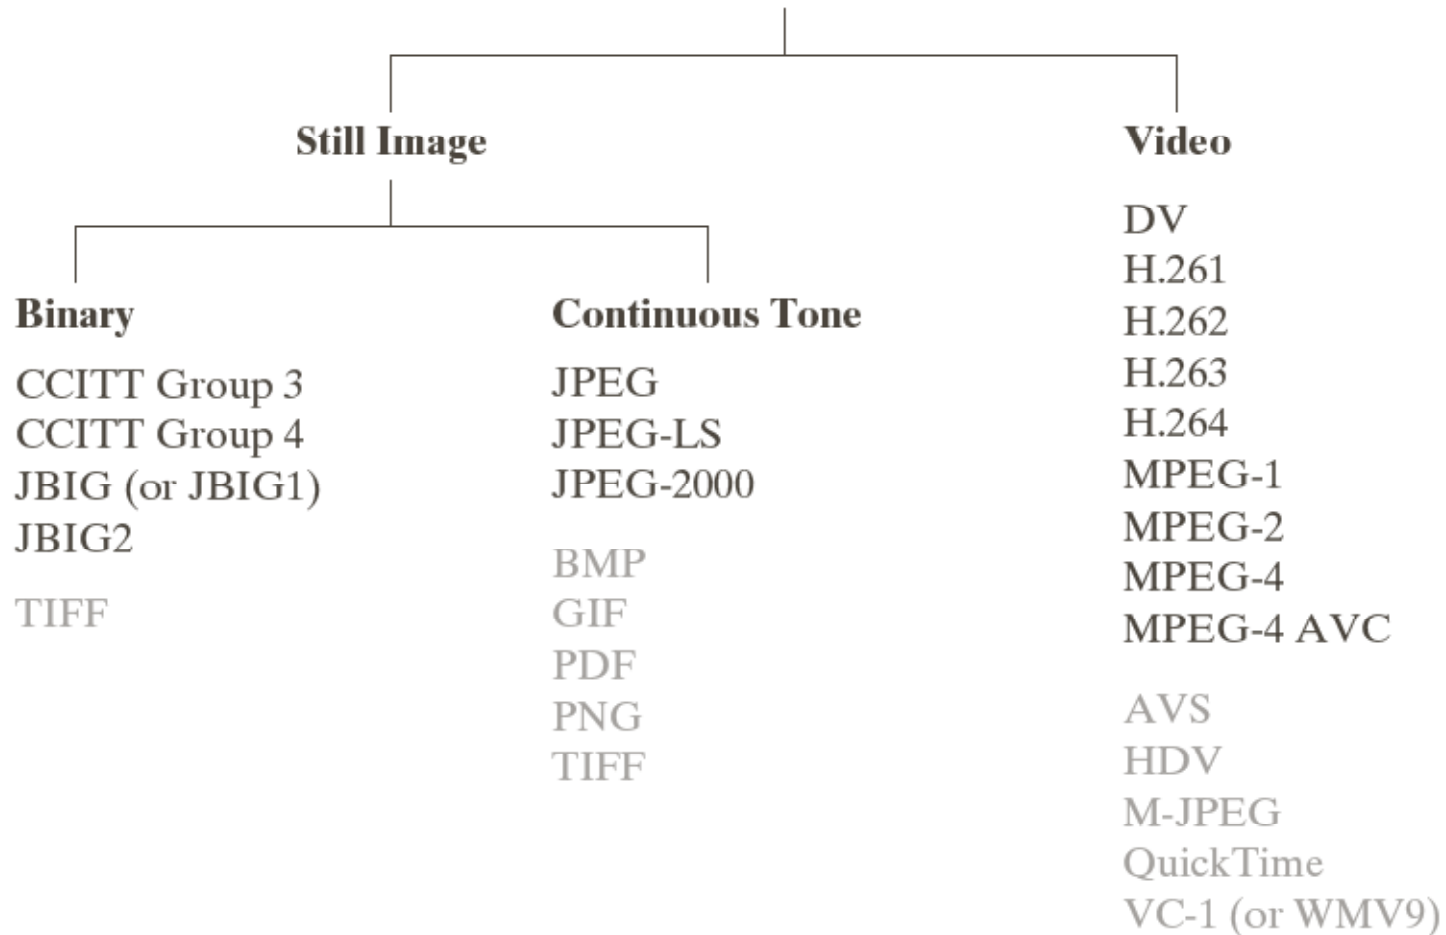 Still Image
Video
Binary
CCITT Group 3
CCITT Group 4
JBIG (or JBIG1)
JBIG2
TIFF
Continuous Tone
JPEG
JPEG-LS
JPEG-2000
BMP
GIF
PDF
PNG
TIFF
DV
H.261
H.262
H.263
H.264
MPEG-1
MPEG-2
MPEG-4
MPEG-4 AVC
AVS
HDV
M-JPEG
QuickTime
VC-1 (or WMV9)